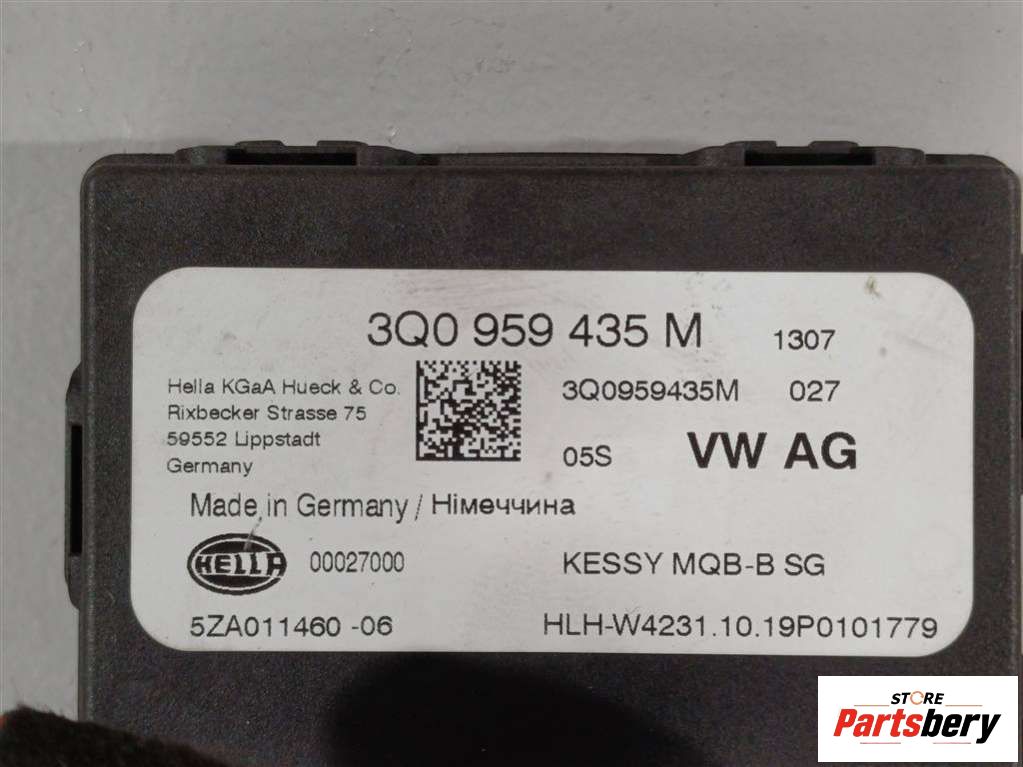 3Q0 959 435 M 1307
Hella KGaA Hueck & Co.
Rixbecker Strasse 75
59552 Lippstadt
Germany
3Q0959435M 027
05S VW AG
Made in Germany / Німеччина
HELLA 00027000 KESSY MQB-B SG
5ZA011460 -06 HLH-W4231.10.19P0101779
STORE
Partsbery